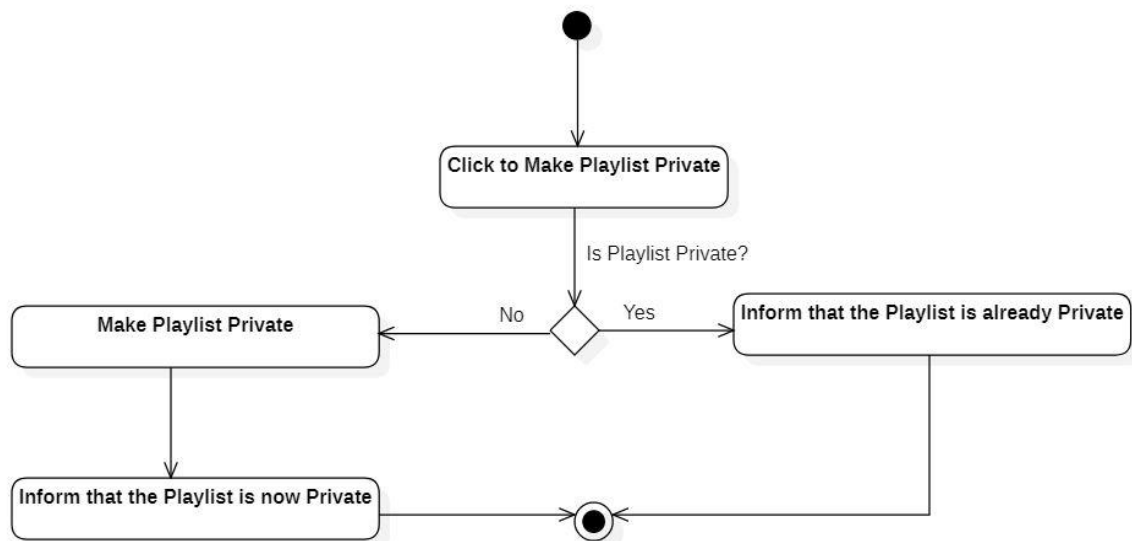 Click to Make Playlist Private
Is Playlist Private?
No
Yes
Make Playlist Private
Inform that the Playlist is already Private
Inform that the Playlist is now Private